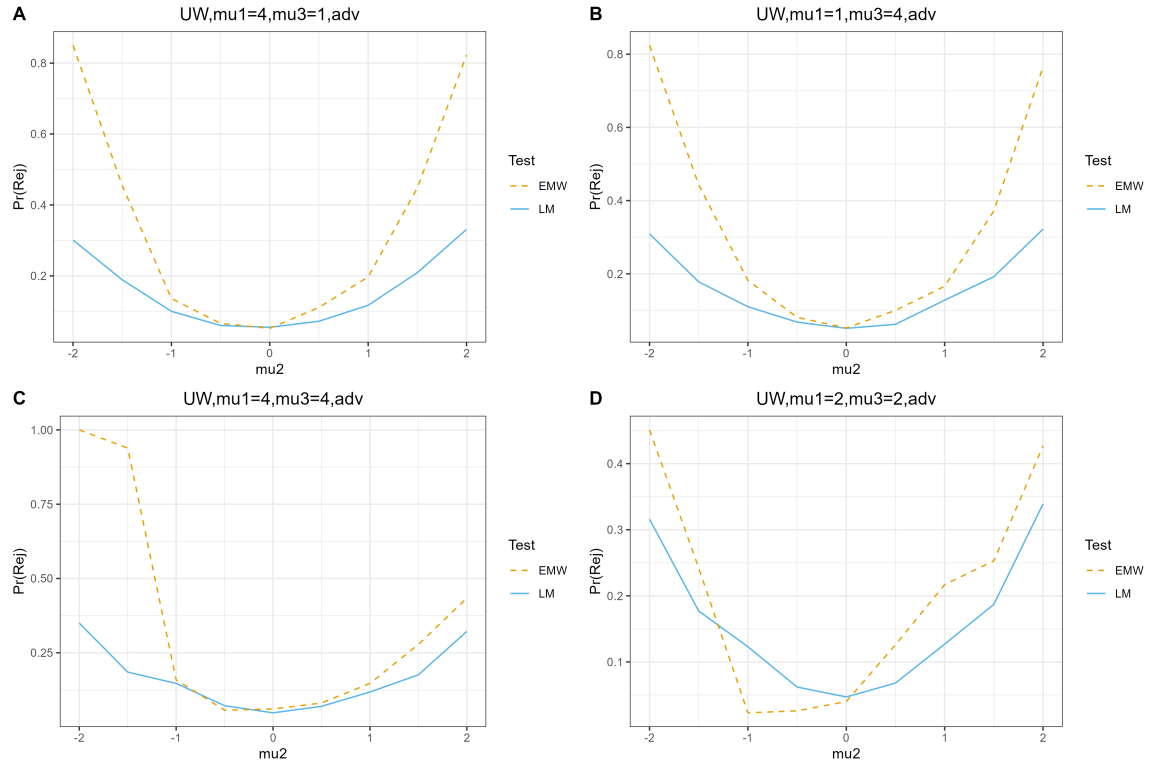 A
UW,mu1=4,mu3=1,adv
Pr(Rej)
0.8
0.6
0.4
0.2
-2 -1 0 1 2
mu2
Test
EMW
LM
B
UW,mu1=1,mu3=4,adv
Pr(Rej)
0.8
0.6
0.4
0.2
-2 -1 0 1 2
mu2
Test
EMW
LM
C
UW,mu1=4,mu3=4,adv
Pr(Rej)
1.00
0.75
0.50
0.25
-2 -1 0 1 2
mu2
Test
EMW
LM
D
UW,mu1=2,mu3=2,adv
Pr(Rej)
0.4
0.3
0.2
0.1
-2 -1 0 1 2
mu2
Test
EMW
LM